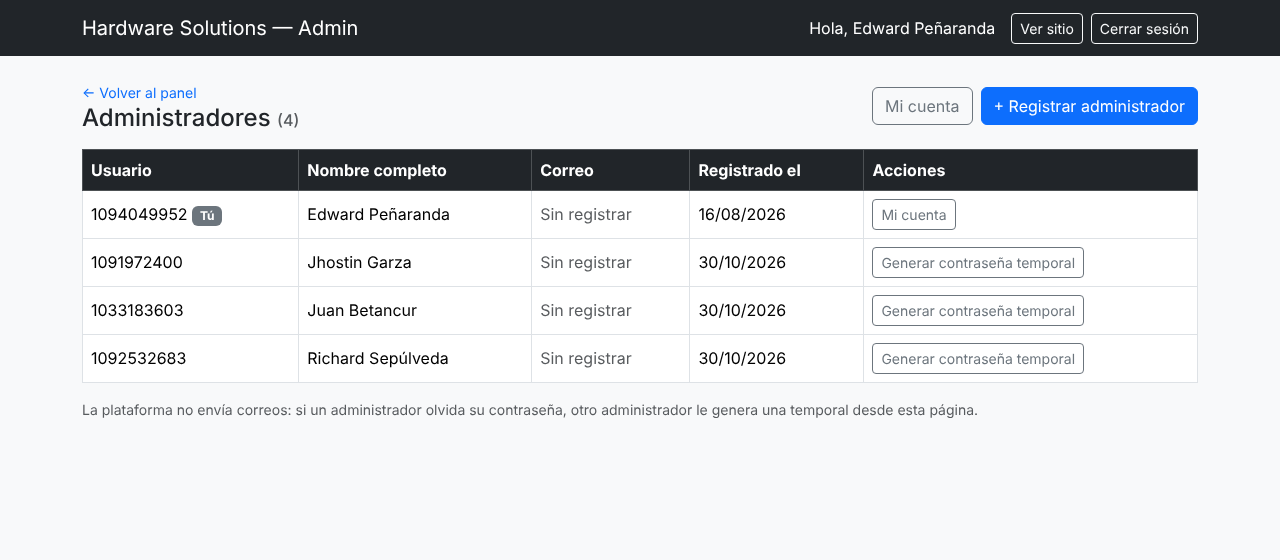 Hardware Solutions — Admin
Hola, Edward Peñaranda Ver sitio Cerrar sesión
← Volver al panel
Administradores (4)
Mi cuenta + Registrar administrador
Usuario Nombre completo Correo Registrado el Acciones
1094049952 Tú Edward Peñaranda Sin registrar 16/08/2026 Mi cuenta
1091972400 Jhostin Garza Sin registrar 30/10/2026 Generar contraseña temporal
1033183603 Juan Betancur Sin registrar 30/10/2026 Generar contraseña temporal
1092532683 Richard Sepúlveda Sin registrar 30/10/2026 Generar contraseña temporal
La plataforma no envía correos: si un administrador olvida su contraseña, otro administrador le genera una temporal desde esta página.